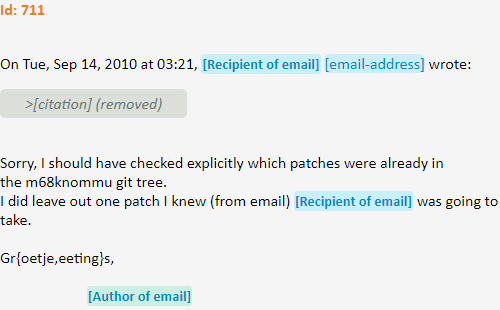 Id: 711
On Tue, Sep 14, 2010 at 03:21, [Recipient of email] [email-address] wrote:
>[citation] (removed)
Sorry, I should have checked explicitly which patches were already in
the m68knommu git tree.
I did leave out one patch I knew (from email) [Recipient of email] was going to
take.
Gr{oetje,eeting}s,
[Author of email]